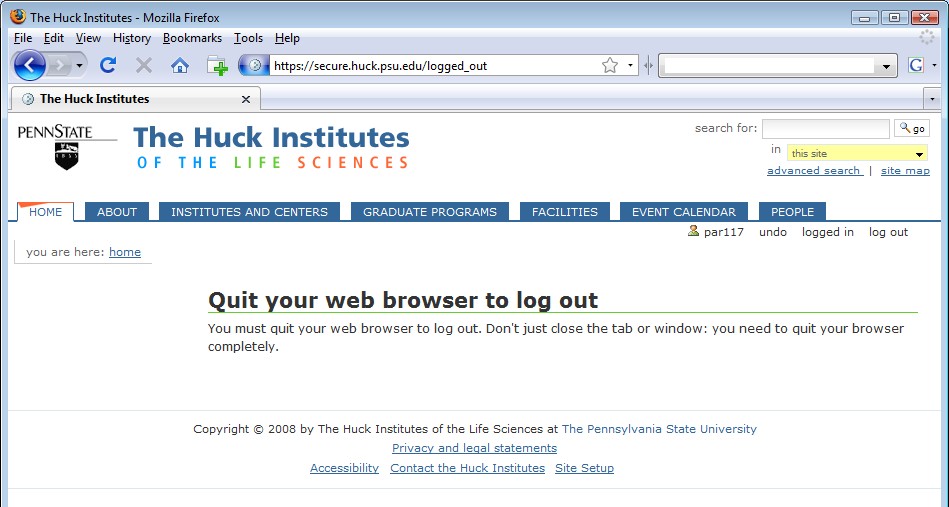 The Huck Institutes - Mozilla Firefox
File Edit View History Bookmarks Tools Help
https://secure.huck.psu.edu/logged_out
G
The Huck Institutes
PENNSTATE
1855
The Huck Institutes
OF THE LIFE SCIENCES
search for: go
in this site
advanced search | site map
HOME ABOUT INSTITUTES AND CENTERS GRADUATE PROGRAMS FACILITIES EVENT CALENDAR PEOPLE
par117 undo logged in log out
you are here: home
Quit your web browser to log out
You must quit your web browser to log out. Don't just close the tab or window: you need to quit your browser
completely.
Copyright © 2008 by The Huck Institutes of the Life Sciences at The Pennsylvania State University
Privacy and legal statements
Accessibility Contact the Huck Institutes Site Setup